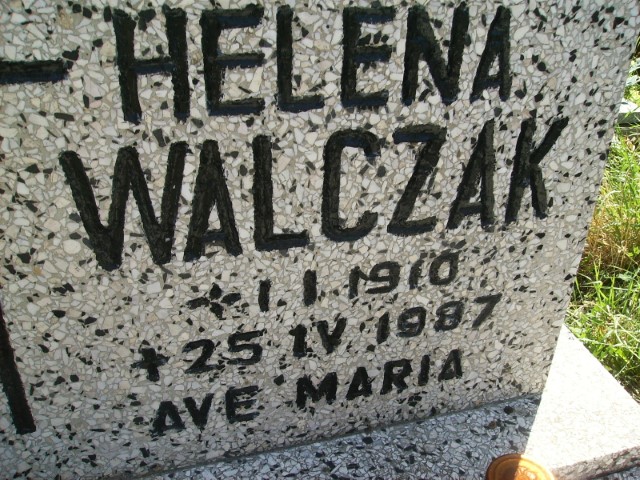 HELENA
WALCZAK
* 1 I 1910
+ 25 IV 1987
AVE MARIA